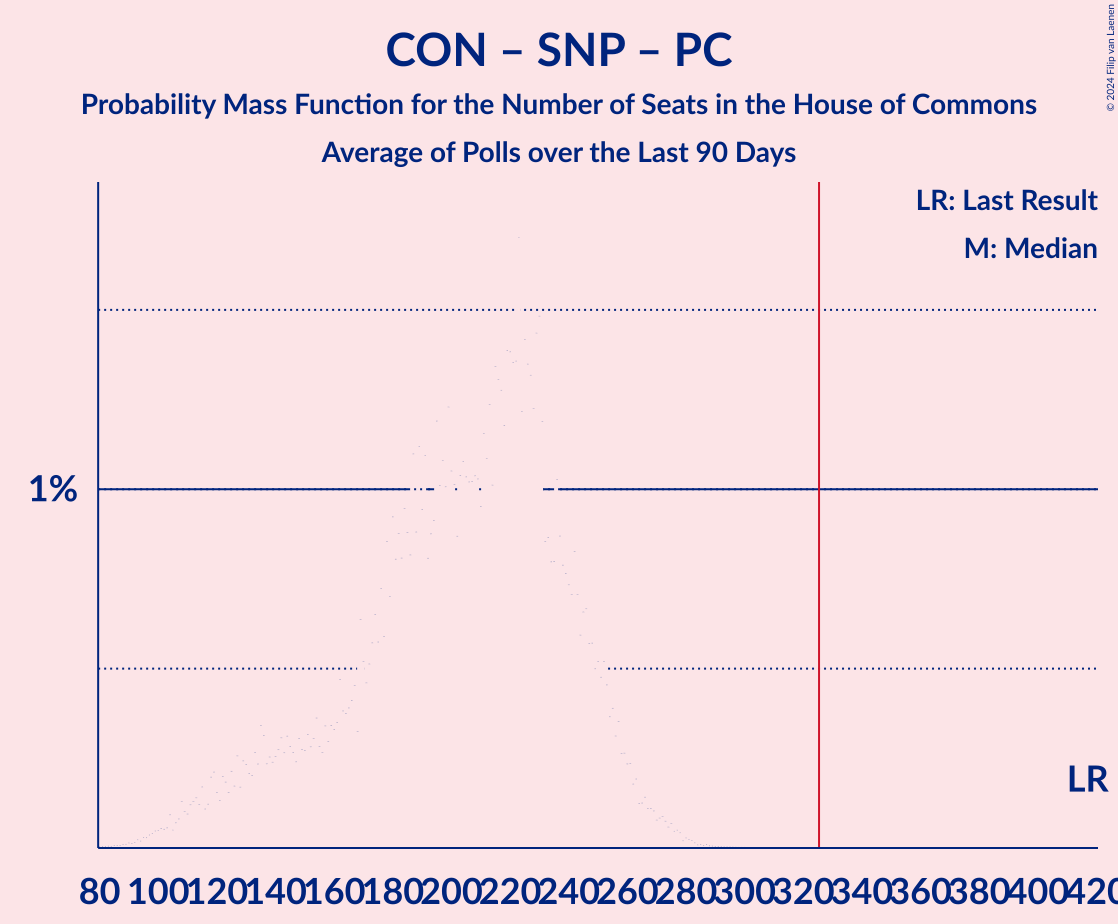 CON – SNP – PC
Probability Mass Function for the Number of Seats in the House of Commons
Average of Polls over the Last 90 Days
© 2024 Filip van Laenen
LR: Last Result
M: Median
1%
LR
80 100 120 140 160 180 200 220 240 260 280 300 320 340 360 380 400 420